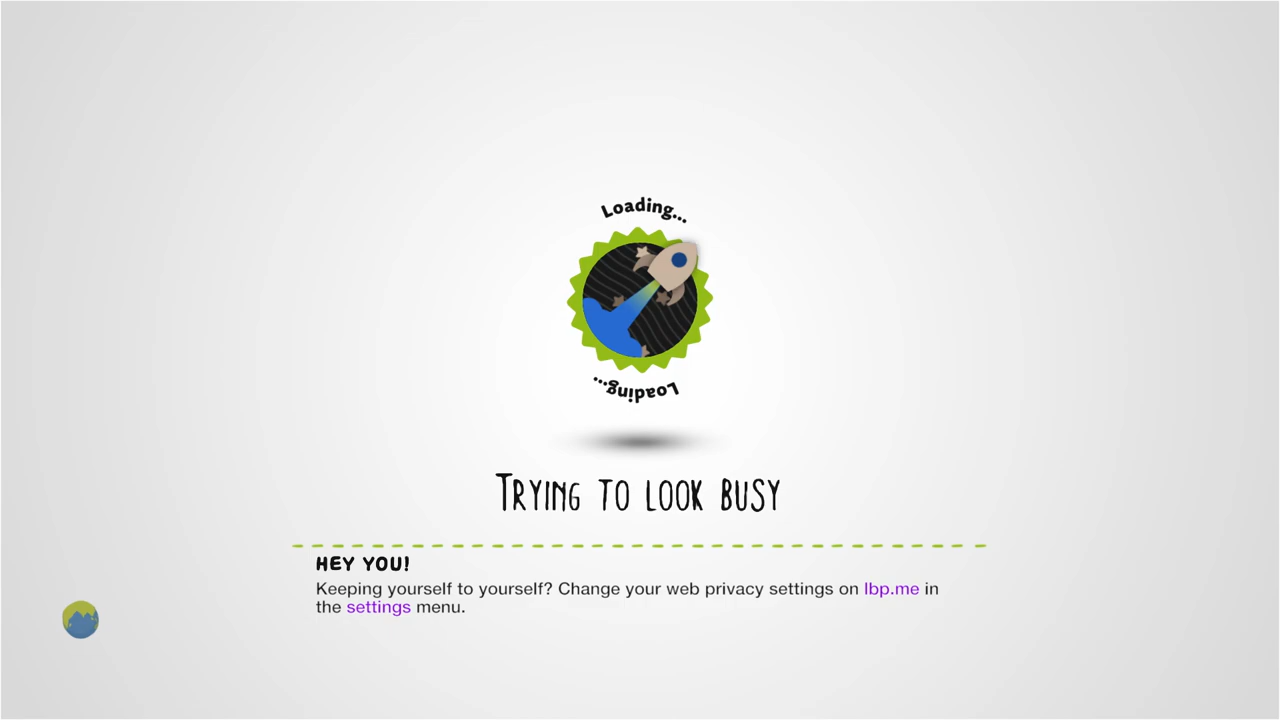 Loading...
Loading...
Trying to look busy
HEY YOU!
Keeping yourself to yourself? Change your web privacy settings on lbp.me in
the settings menu.